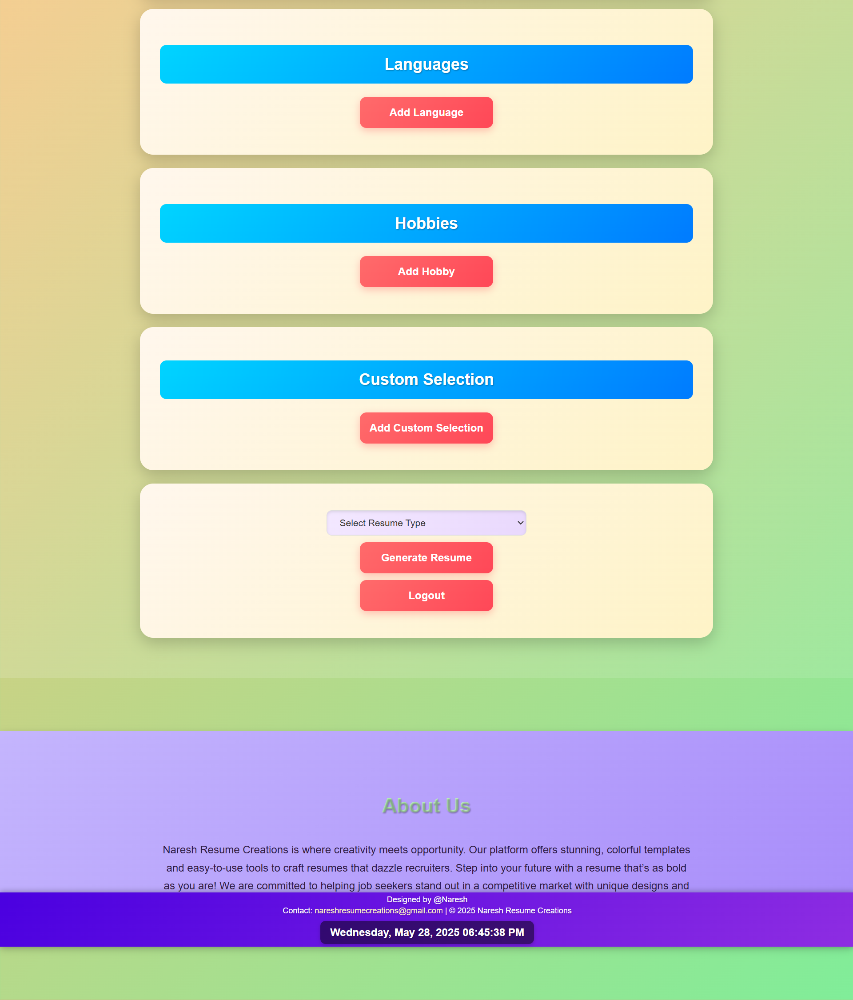 Languages
Add Language
Hobbies
Add Hobby
Custom Selection
Add Custom Selection
Select Resume Type
Generate Resume
Logout
About Us
Naresh Resume Creations is where creativity meets opportunity. Our platform offers stunning, colorful templates
and easy-to-use tools to craft resumes that dazzle recruiters. Step into your future with a resume that’s as bold
as you are! We are committed to helping job seekers stand out in a competitive market with unique designs and
Designed by @Naresh
Contact: nareshresumecreations@gmail.com | © 2025 Naresh Resume Creations
Wednesday, May 28, 2025 06:45:38 PM